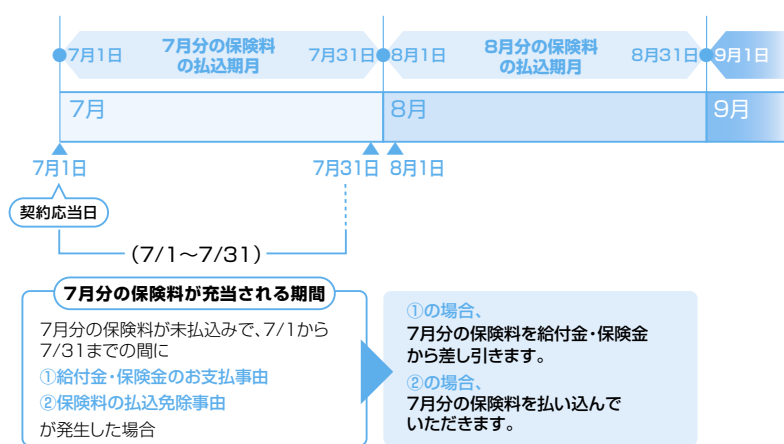 7月1日
7月分の保険料
の払込期月
7月31日
8月1日
8月分の保険料
の払込期月
8月31日
9月1日
7月
8月
9月
7月1日
7月31日
8月1日
契約応当日
(7/1～7/31)
7月分の保険料が充当される期間
7月分の保険料が未払込みで、7/1から
7/31までの間に
①給付金・保険金のお支払事由
②保険料の払込免除事由
が発生した場合
①の場合、
7月分の保険料を給付金・保険金
から差し引きます。
②の場合、
7月分の保険料を払い込んで
いただきます。